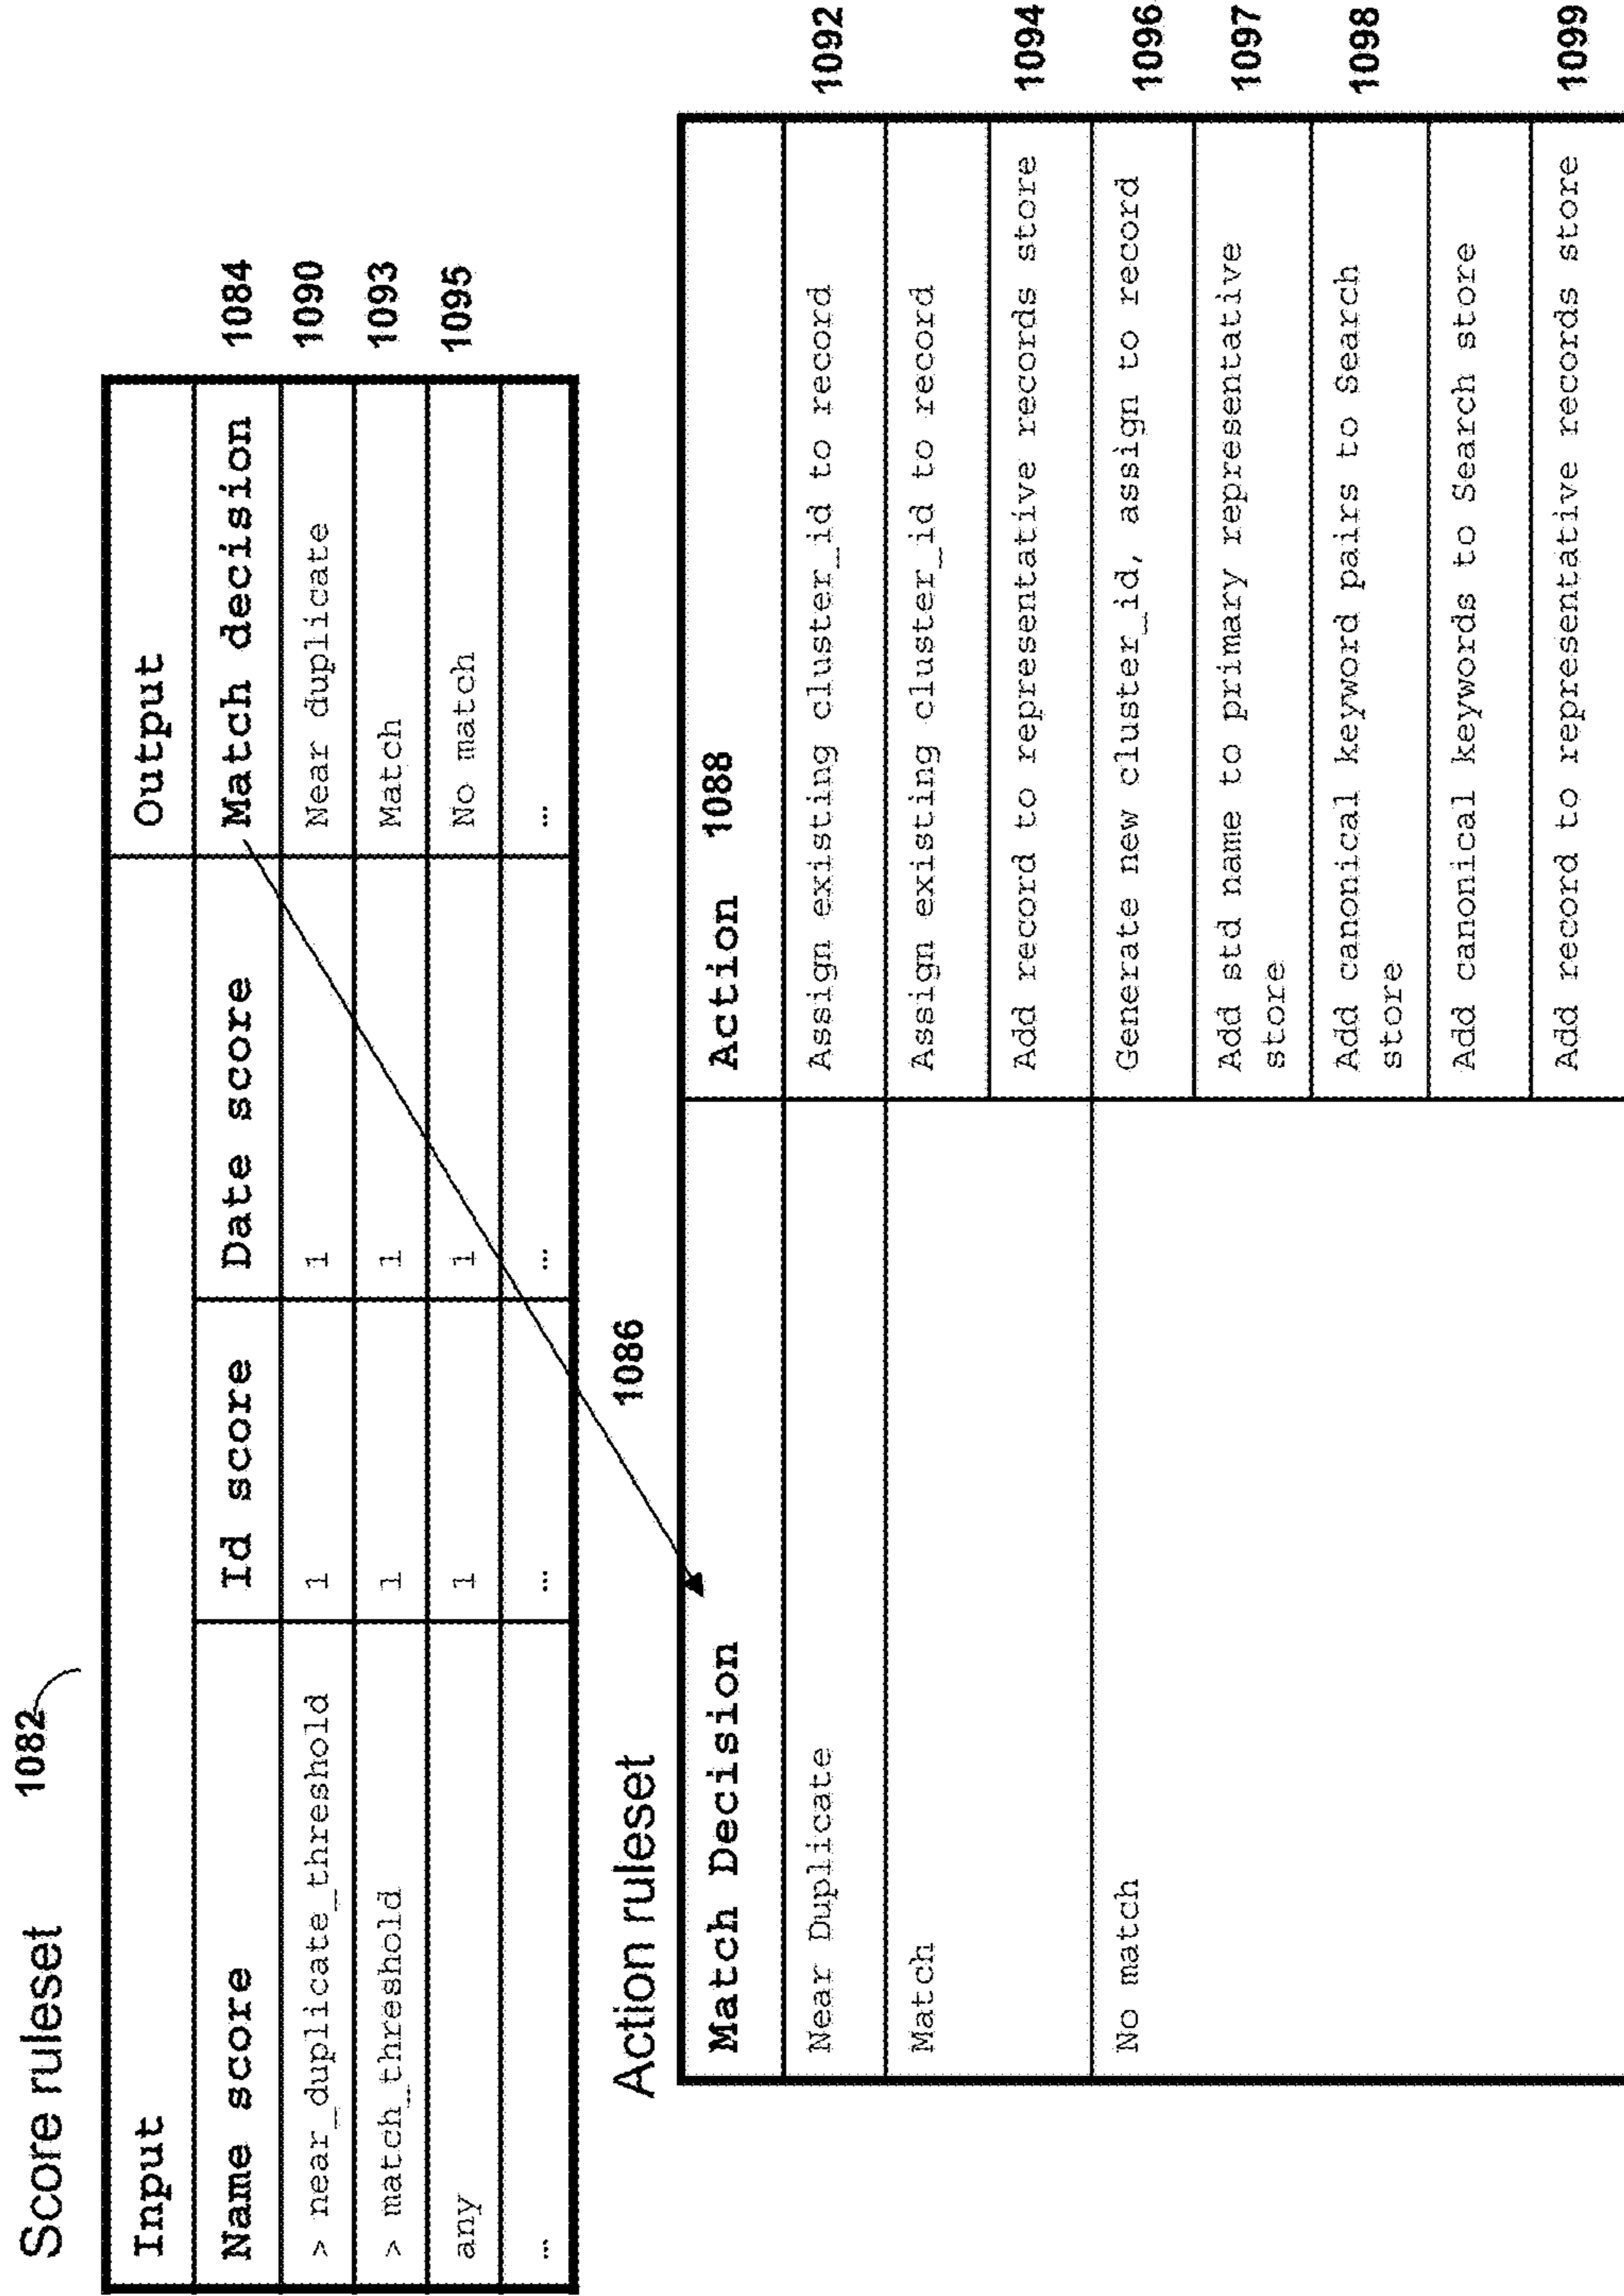 Score ruleset 1082
Input Output
Name score Id score Date score Match decision 1084
> near_duplicate_threshold 1 1 Near duplicate 1090
> match_threshold 1 1 Match 1093
any 1 1 No match 1095
... ... ... ...
Action ruleset 1086
Match Decision Action 1088
Near Duplicate Assign existing cluster_id to record 1092
Match Assign existing cluster_id to record
Add record to representative records store 1094
No match Generate new cluster_id, assign to record 1096
Add std name to primary representative 1097
store
Add canonical keyword pairs to Search 1098
store
Add canonical keywords to Search store
Add record to representative records store 1099